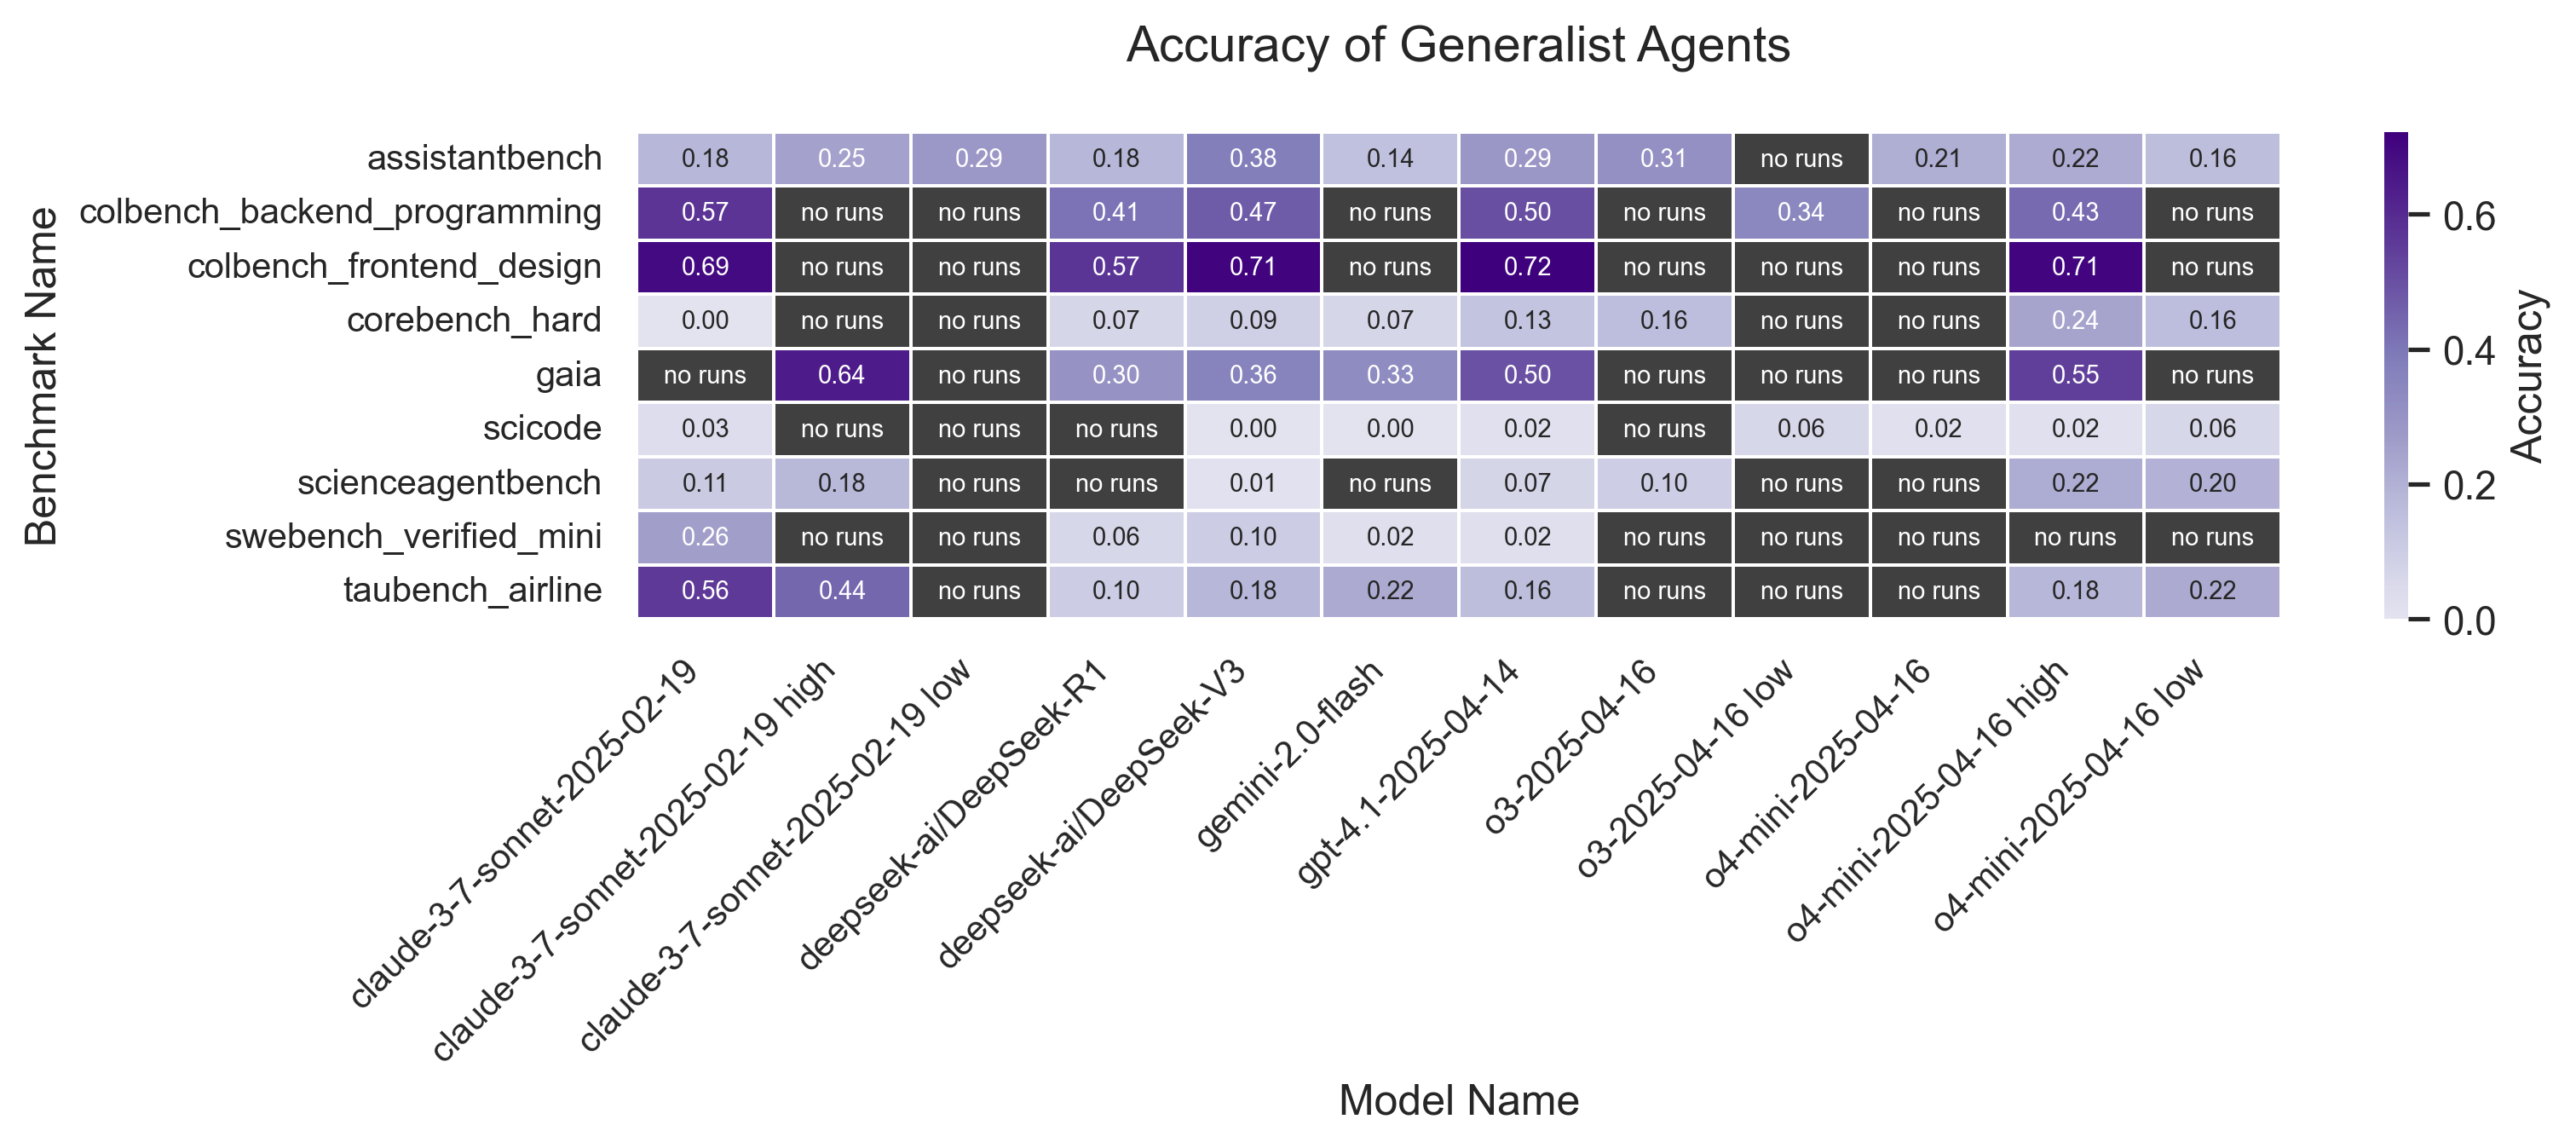 Accuracy of Generalist Agents
Benchmark Name
assistantbench 0.18 0.25 0.29 0.18 0.38 0.14 0.29 0.31 no runs 0.21 0.22 0.16
colbench_backend_programming 0.57 no runs no runs 0.41 0.47 no runs 0.50 no runs 0.34 no runs 0.43 no runs
colbench_frontend_design 0.69 no runs no runs 0.57 0.71 no runs 0.72 no runs no runs no runs 0.71 no runs
corebench_hard 0.00 no runs no runs 0.07 0.09 0.07 0.13 0.16 no runs no runs 0.24 0.16
gaia no runs 0.64 no runs 0.30 0.36 0.33 0.50 no runs no runs no runs 0.55 no runs
scicode 0.03 no runs no runs no runs 0.00 0.00 0.02 no runs 0.06 0.02 0.02 0.06
scienceagentbench 0.11 0.18 no runs no runs 0.01 no runs 0.07 0.10 no runs no runs 0.22 0.20
swebench_verified_mini 0.26 no runs no runs 0.06 0.10 0.02 0.02 no runs no runs no runs no runs no runs
taubench_airline 0.56 0.44 no runs 0.10 0.18 0.22 0.16 no runs no runs no runs 0.18 0.22
claude-3-7-sonnet-2025-02-19
claude-3-7-sonnet-2025-02-19 high
claude-3-7-sonnet-2025-02-19 low
deepseek-ai/DeepSeek-R1
deepseek-ai/DeepSeek-V3
gemini-2.0-flash
gpt-4.1-2025-04-14
o3-2025-04-16
o3-2025-04-16 low
o4-mini-2025-04-16
o4-mini-2025-04-16 high
o4-mini-2025-04-16 low
Model Name
0.6
0.4
0.2
0.0
Accuracy